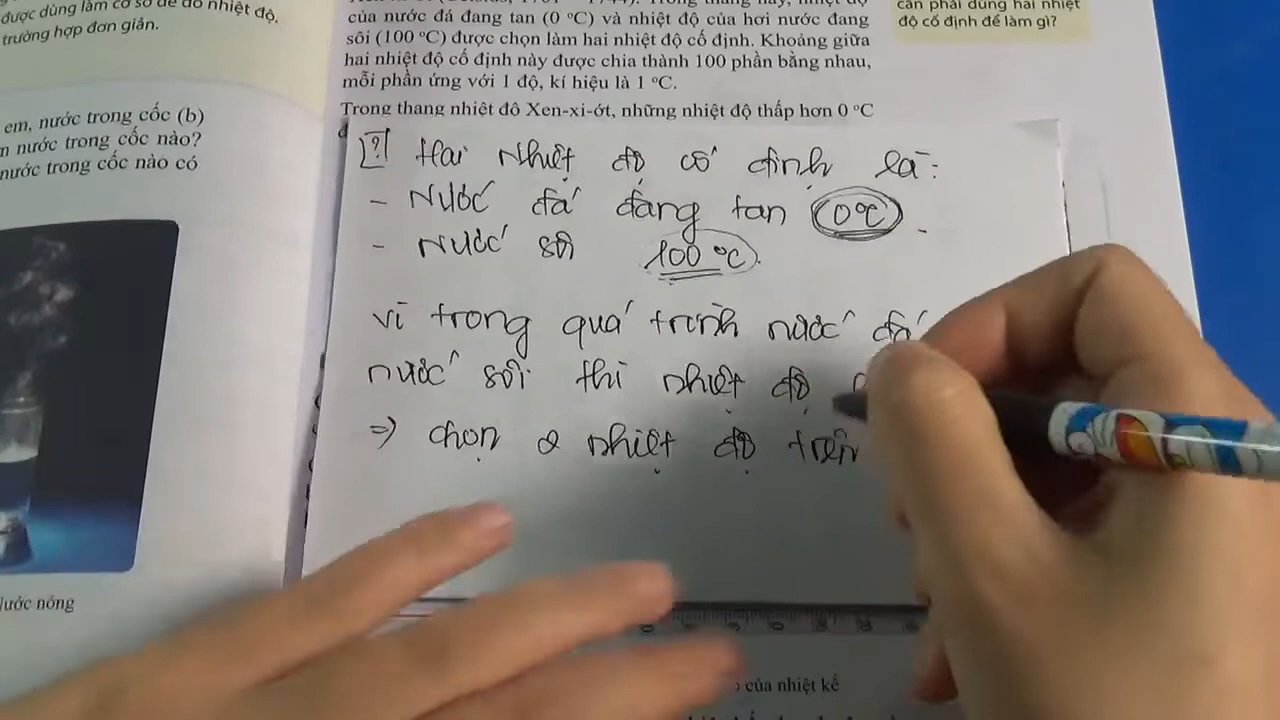 được dùng làm cơ sở để đo nhiệt độ,
trường hợp đơn giản.
em, nước trong cốc (b)
nước trong cốc nào?
nước trong cốc nào có
Nước nóng
của nước đá đang tan (0 °C) và nhiệt độ của hơi nước đang
sôi (100 °C) được chọn làm hai nhiệt độ cố định. Khoảng giữa
hai nhiệt độ cố định này được chia thành 100 phần bằng nhau,
mỗi phần ứng với 1 độ, kí hiệu là 1 °C.
Trong thang nhiệt độ Xen-xi-ớt, những nhiệt độ thấp hơn 0 °C
cần phải dùng hai nhiệt
độ cố định để làm gì?
? Hai nhiệt độ cố định là:
- Nước đá đang tan 0°C.
- Nước sôi 100 °C.
vì trong quá trình nước đá
nước sôi thì nhiệt độ
=> chọn 2 nhiệt độ trên
của nhiệt kế